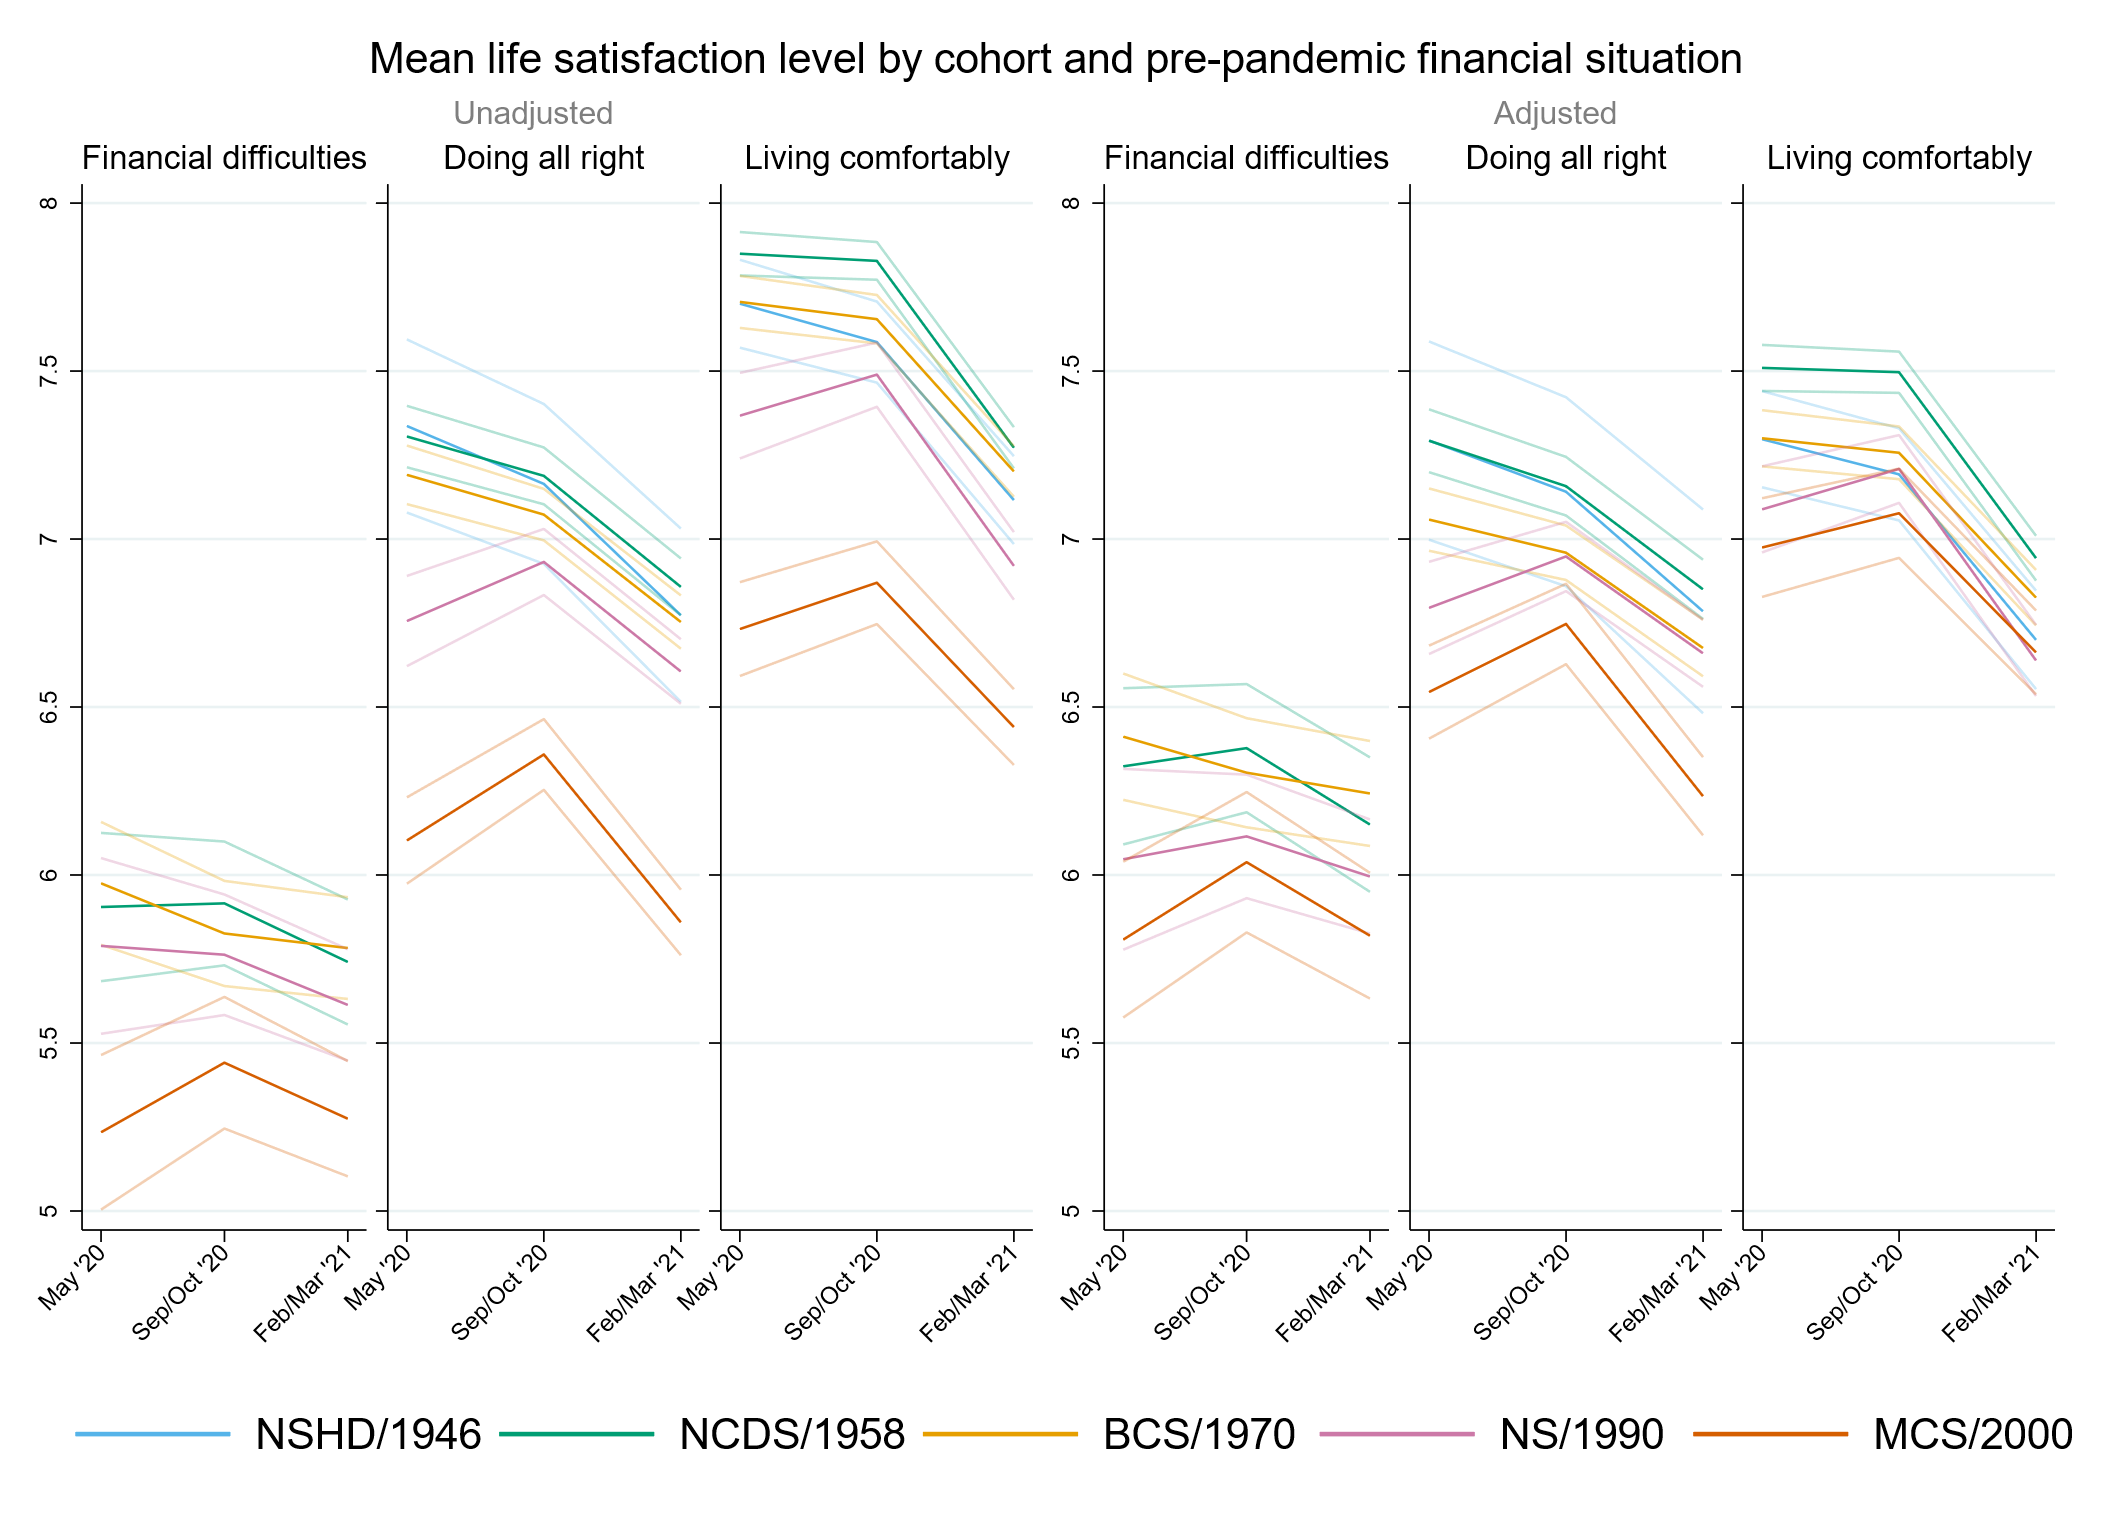 Mean life satisfaction level by cohort and pre-pandemic financial situation
Unadjusted
Adjusted
Financial difficulties
Doing all right
Living comfortably
Financial difficulties
Doing all right
Living comfortably
8
7.5
7
6.5
6
5.5
5
8
7.5
7
6.5
6
5.5
5
May '20
Sep/Oct '20
Feb/Mar '21
May '20
Sep/Oct '20
Feb/Mar '21
May '20
Sep/Oct '20
Feb/Mar '21
May '20
Sep/Oct '20
Feb/Mar '21
May '20
Sep/Oct '20
Feb/Mar '21
May '20
Sep/Oct '20
Feb/Mar '21
NSHD/1946
NCDS/1958
BCS/1970
NS/1990
MCS/2000